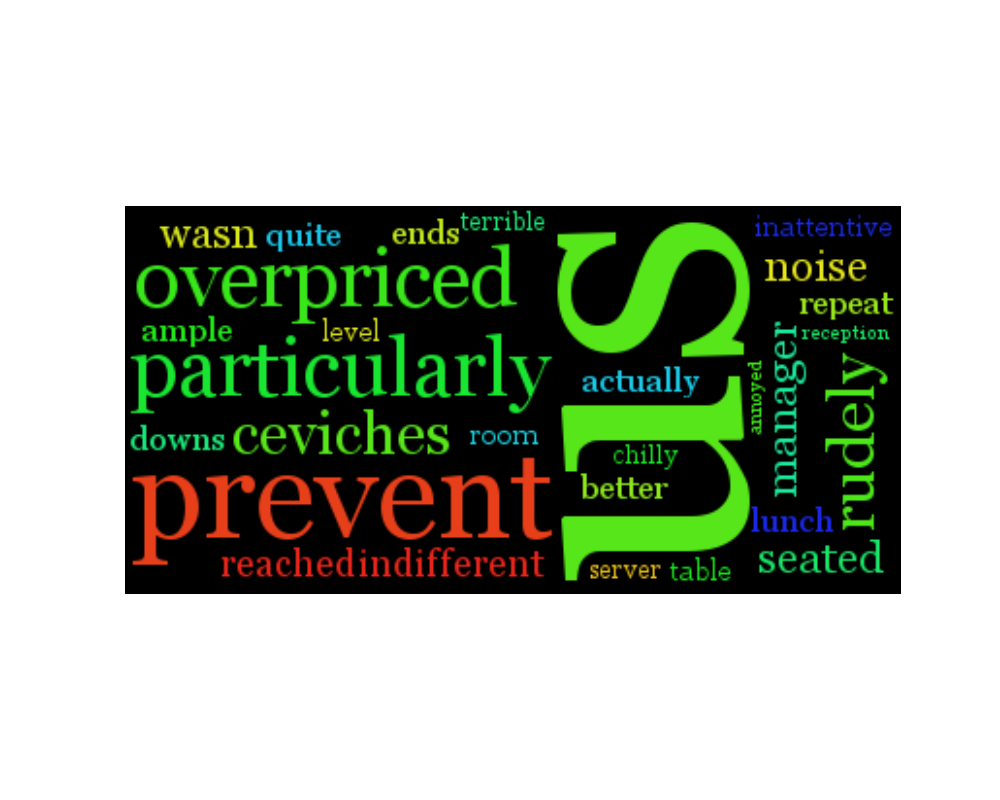 wasn quite ends terrible
overpriced
ample level
particularly
downs ceviches room
prevent
reached indifferent
us
actually
chilly
better
server table
inattentive
noise
repeat
reception
annoyed
manager
rudely
lunch
seated